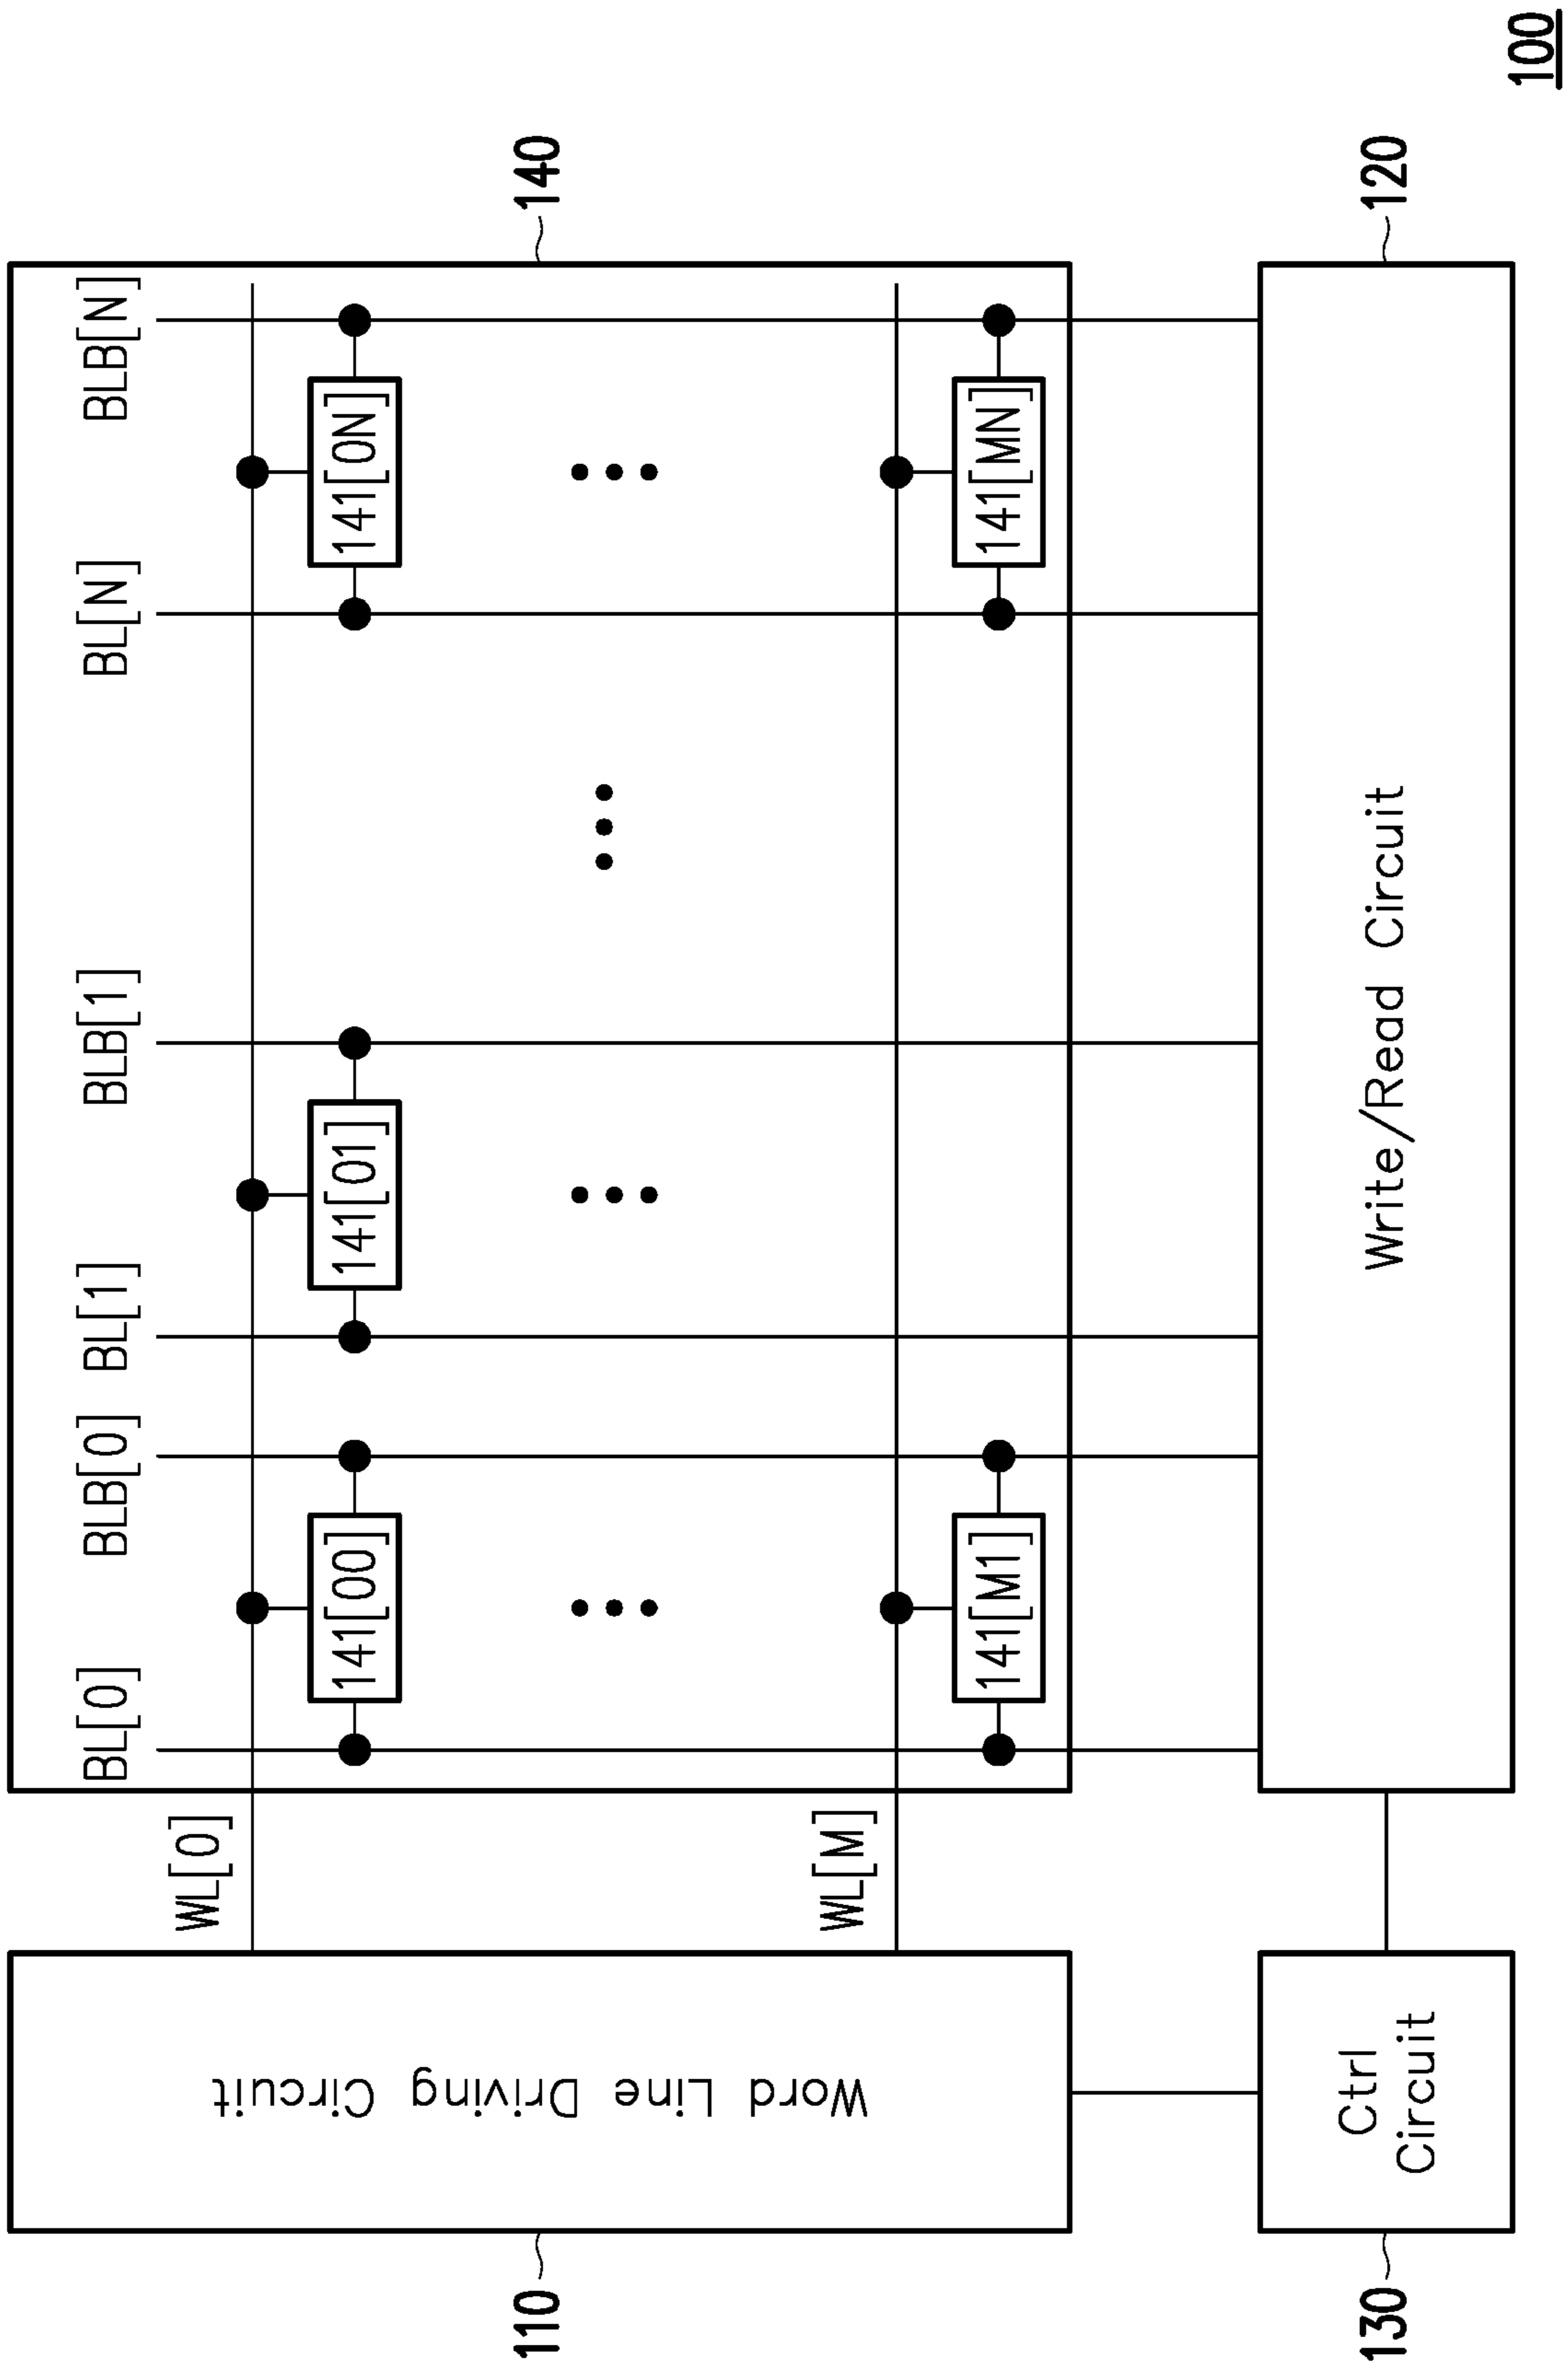 100
140
BL[0]
BLB[0]
BL[1]
BLB[1]
BL[N]
BLB[N]
WL[0]
141[00]
141[01]
141[0N]
110
Word Line Driving Circuit
WL[M]
141[M1]
141[MN]
130
Ctrl
Circuit
Write/Read Circuit
120